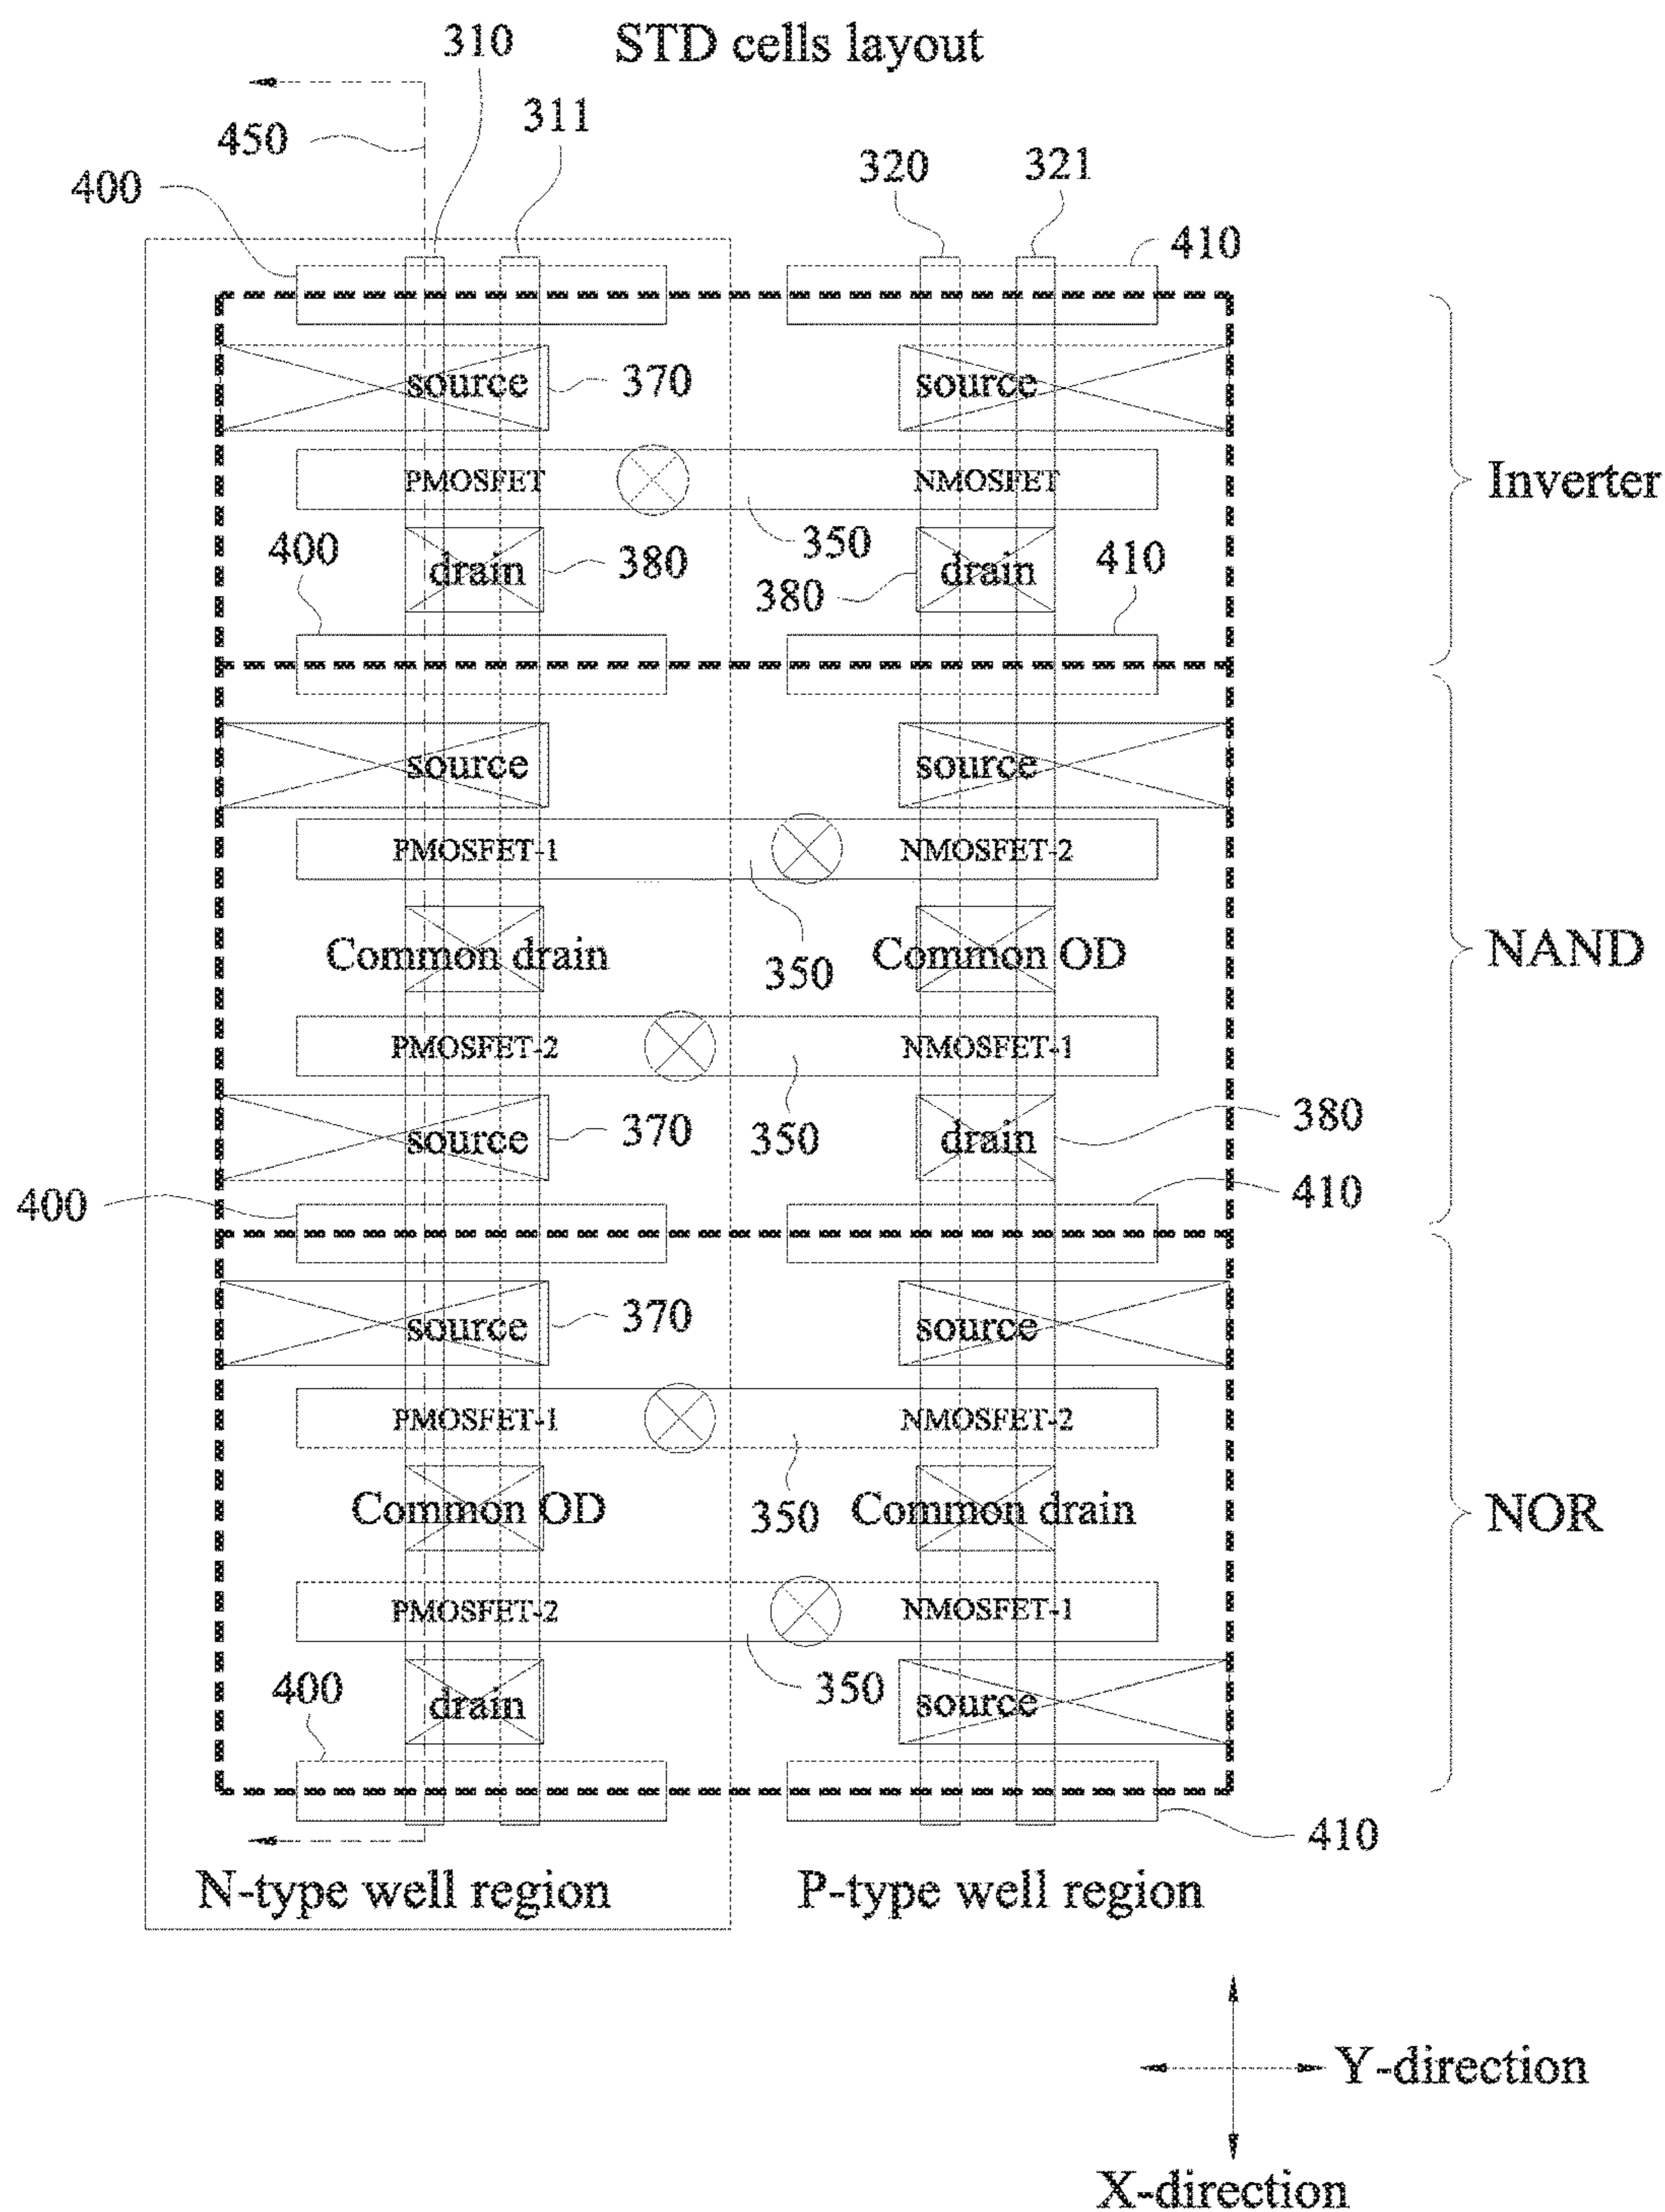 STD cells layout
310
311
450
400
320
321
410
source
370
source
PMOSFET
NMOSFET
Inverter
350
400
drain
380
380
drain
410
source
source
PMOSFET-1
NMOSFET-2
Common drain
350
Common OD
NAND
PMOSFET-2
NMOSFET-1
source
370
350
drain
380
400
410
source
370
source
PMOSFET-1
NMOSFET-2
Common OD
350
Common drain
NOR
PMOSFET-2
NMOSFET-1
400
drain
350
source
410
N-type well region
P-type well region
Y-direction
X-direction